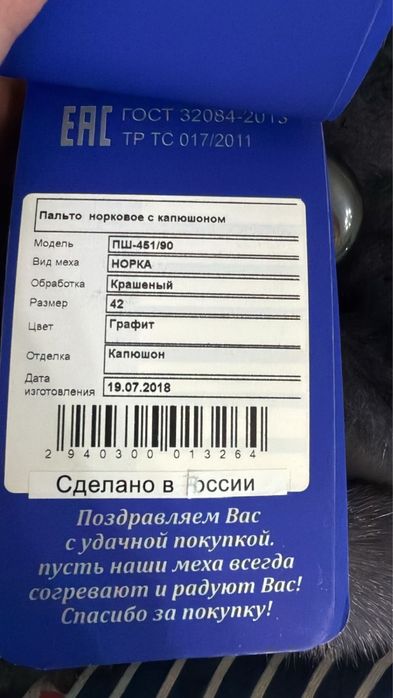 EAC ГОСТ 32084-2013
ТР ТС 017/2011
Пальто норковое с капюшоном
Модель ПШ-451/90
Вид меха НОРКА
Обработка Крашеный
Размер 42
Цвет Графит
Отделка Капюшон
Дата
изготовления 19.07.2018
2 940300 013264
Сделано в России
Поздравляем Вас
с удачной покупкой.
пусть наши меха всегда
согревают и радуют Вас!
Спасибо за покупку!